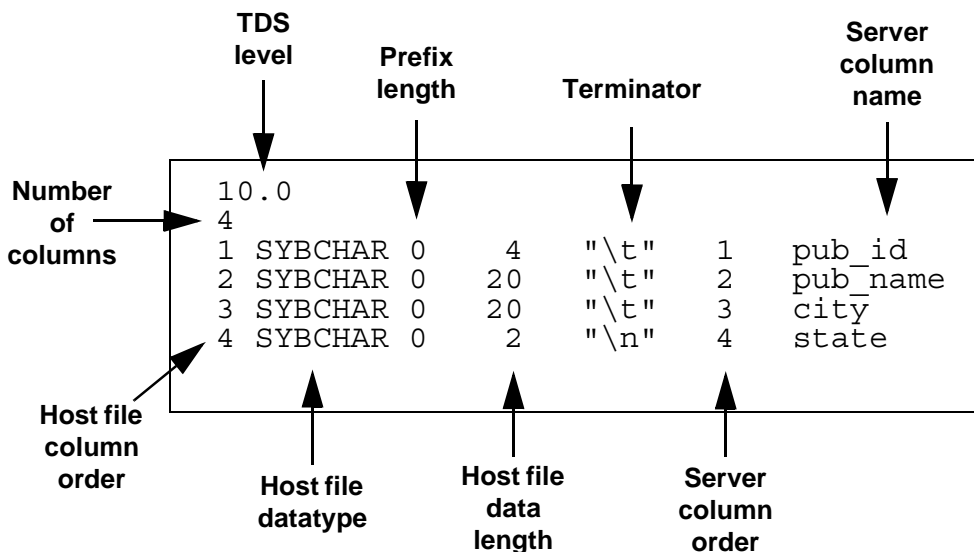 TDS
level
Prefix
length
Terminator
Server
column
name
Number
of
columns
10.0
4
1 SYBCHAR 0 4 "\t" 1 pub_id
2 SYBCHAR 0 20 "\t" 2 pub_name
3 SYBCHAR 0 20 "\t" 3 city
4 SYBCHAR 0 2 "\n" 4 state
Host file
column
order
Host file
datatype
Host file
data
length
Server
column
order